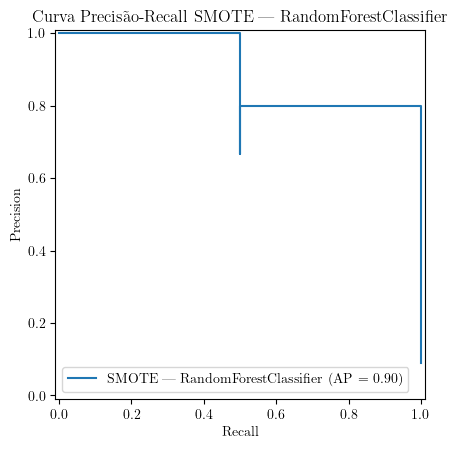 Curva Precisão-Recall SMOTE — RandomForestClassifier
1.0
0.8
0.6
0.4
0.2
0.0
Precision
SMOTE — RandomForestClassifier (AP = 0.90)
0.0 0.2 0.4 0.6 0.8 1.0
Recall